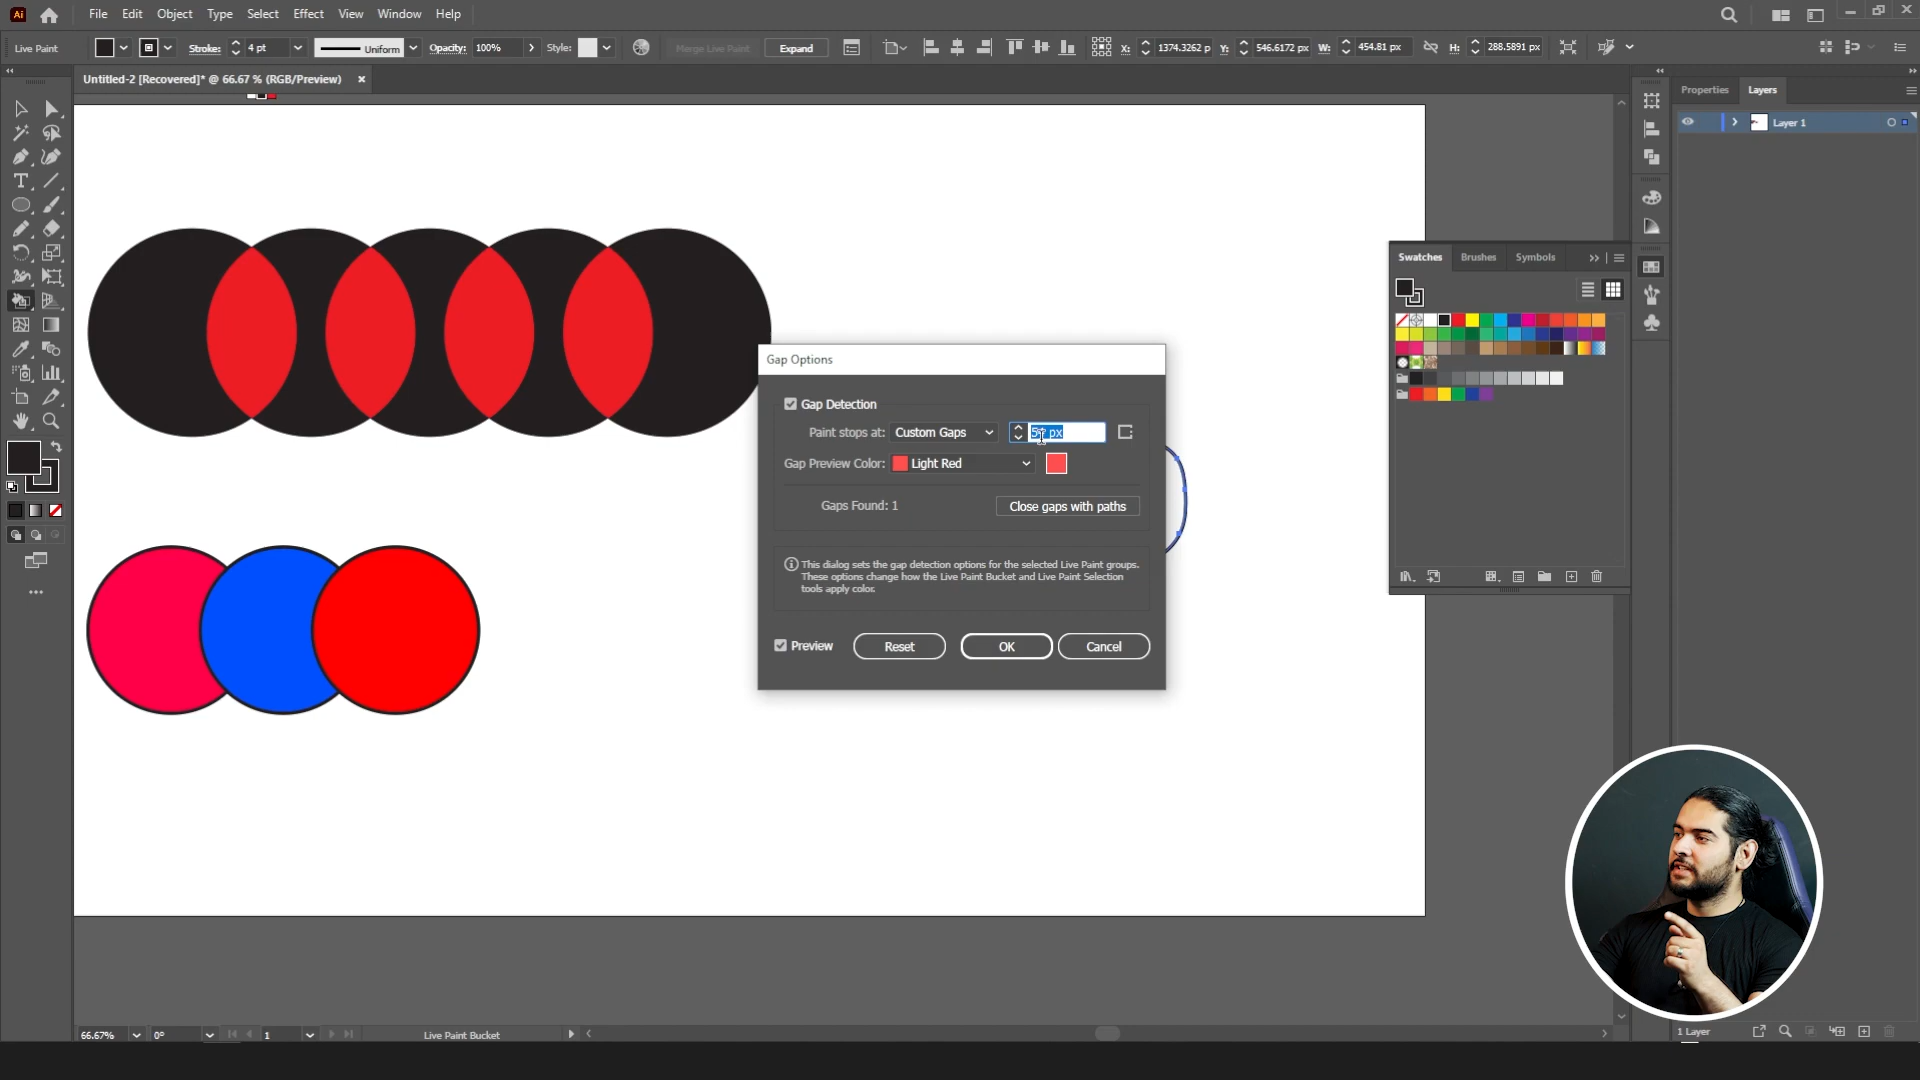 Ai File Edit Object Type Select Effect View Window Help
Live Paint Stroke: 4 pt Uniform Opacity: 100% Style: Merge Live Paint Expand X: 1374.3262 p Y: 546.6172 px W: 454.81 px H: 288.5891 px
Untitled-2 [Recovered]* @ 66.67 % (RGB/Preview)
Properties Layers
Layer 1
Swatches Brushes Symbols
Gap Options
Gap Detection
Paint stops at: Custom Gaps px
Gap Preview Color: Light Red
Gaps Found: 1 Close gaps with paths
This dialog sets the gap detection options for the selected Live Paint groups.
These options change how the Live Paint Bucket and Live Paint Selection
tools apply color.
Preview Reset OK Cancel
66.67% 0° 1 Live Paint Bucket
1 Layer